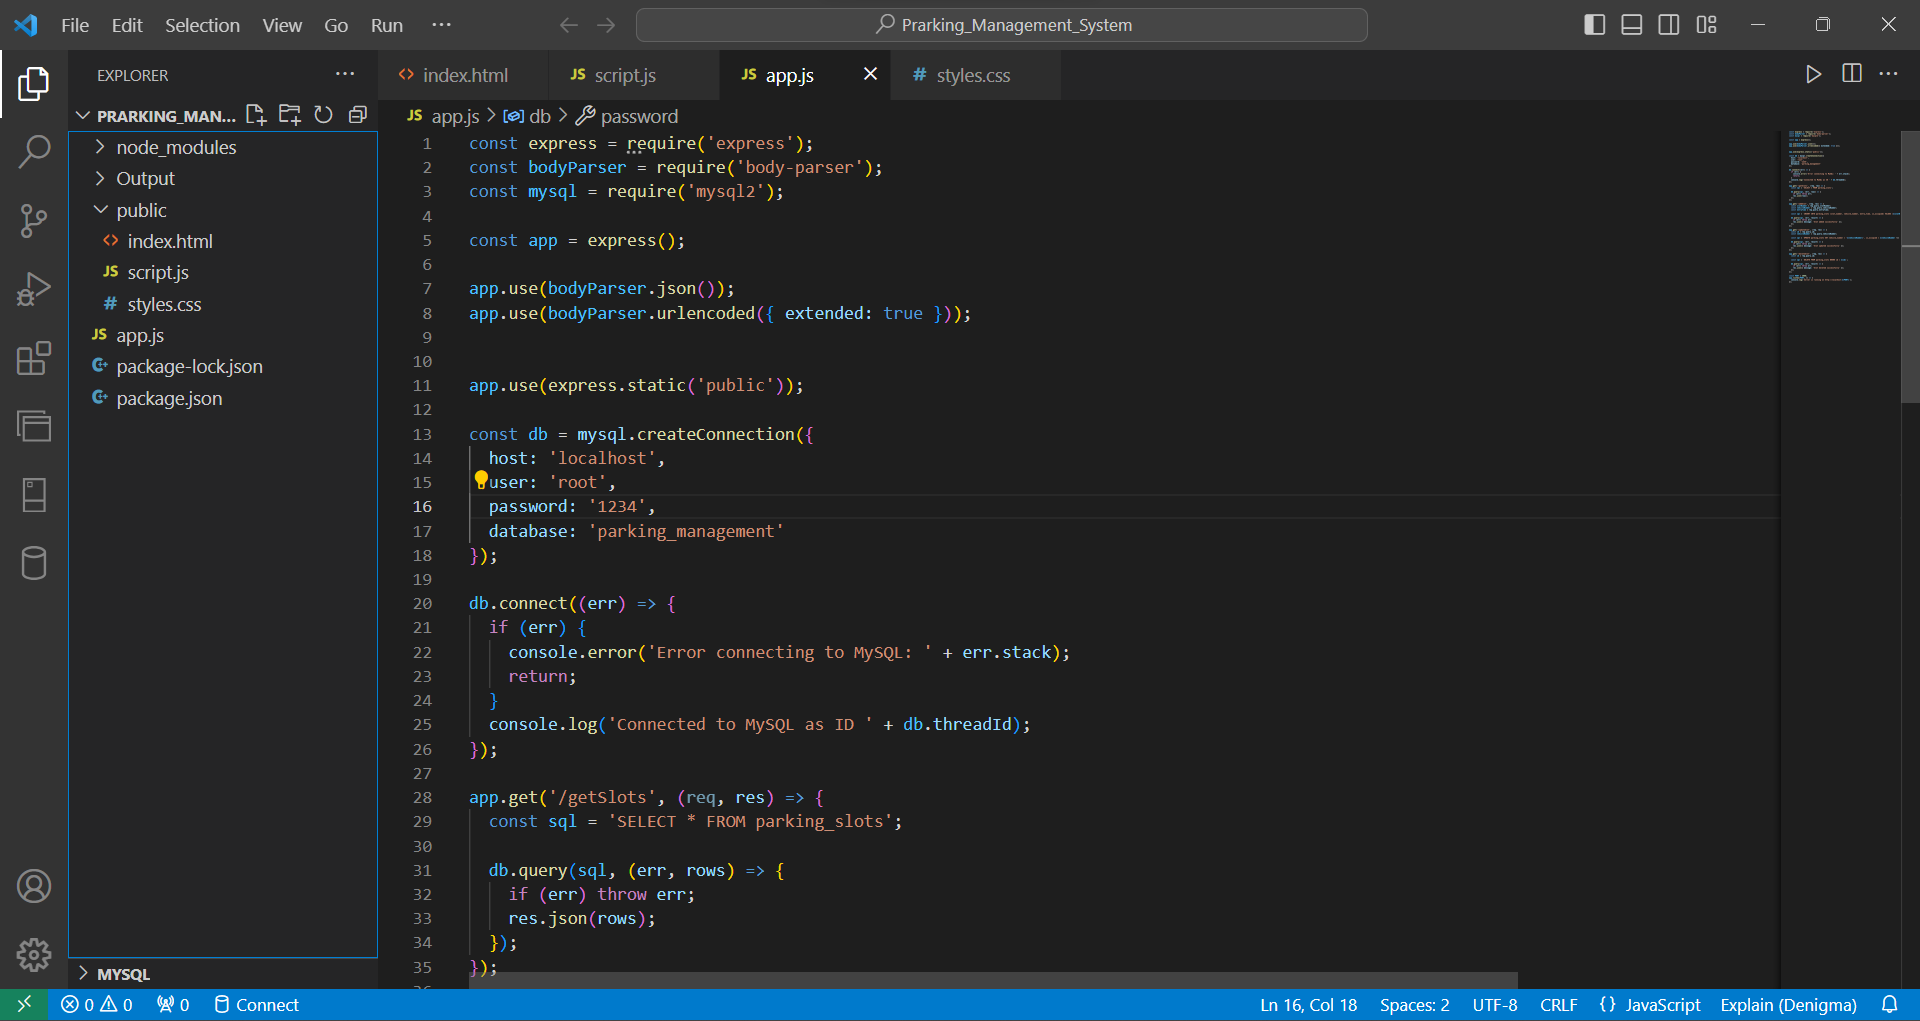 File Edit Selection View Go Run ··· Prarking_Management_System
EXPLORER ···
index.html
JS script.js
JS app.js
# styles.css
PRARKING_MAN...
JS app.js > db > password
node_modules
Output
public
index.html
JS script.js
# styles.css
JS app.js
package-lock.json
package.json
MYSQL
1 const express = require('express');
2 const bodyParser = require('body-parser');
3 const mysql = require('mysql2');
4
5 const app = express();
6
7 app.use(bodyParser.json());
8 app.use(bodyParser.urlencoded({ extended: true }));
9
10
11 app.use(express.static('public'));
12
13 const db = mysql.createConnection({
14 host: 'localhost',
15 user: 'root',
16 password: '1234',
17 database: 'parking_management'
18 });
19
20 db.connect((err) => {
21 if (err) {
22 console.error('Error connecting to MySQL: ' + err.stack);
23 return;
24 }
25 console.log('Connected to MySQL as ID ' + db.threadId);
26 });
27
28 app.get('/getSlots', (req, res) => {
29 const sql = 'SELECT * FROM parking_slots';
30
31 db.query(sql, (err, rows) => {
32 if (err) throw err;
33 res.json(rows);
34 });
35 });
0 0 0 Connect Ln 16, Col 18 Spaces: 2 UTF-8 CRLF {} JavaScript Explain (Denigma)